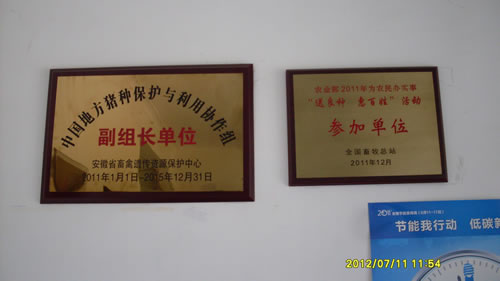 中国地方猪种保护与利用协作组
副组长单位
安徽省畜禽遗传资源保护中心
2011年1月1日-2015年12月31日
农业部2011年为农民办实事
“送良种 惠百姓”活动
参加单位
全国畜牧总站
2011年12月
节能我行动 低碳新
2012/07/11 11:54